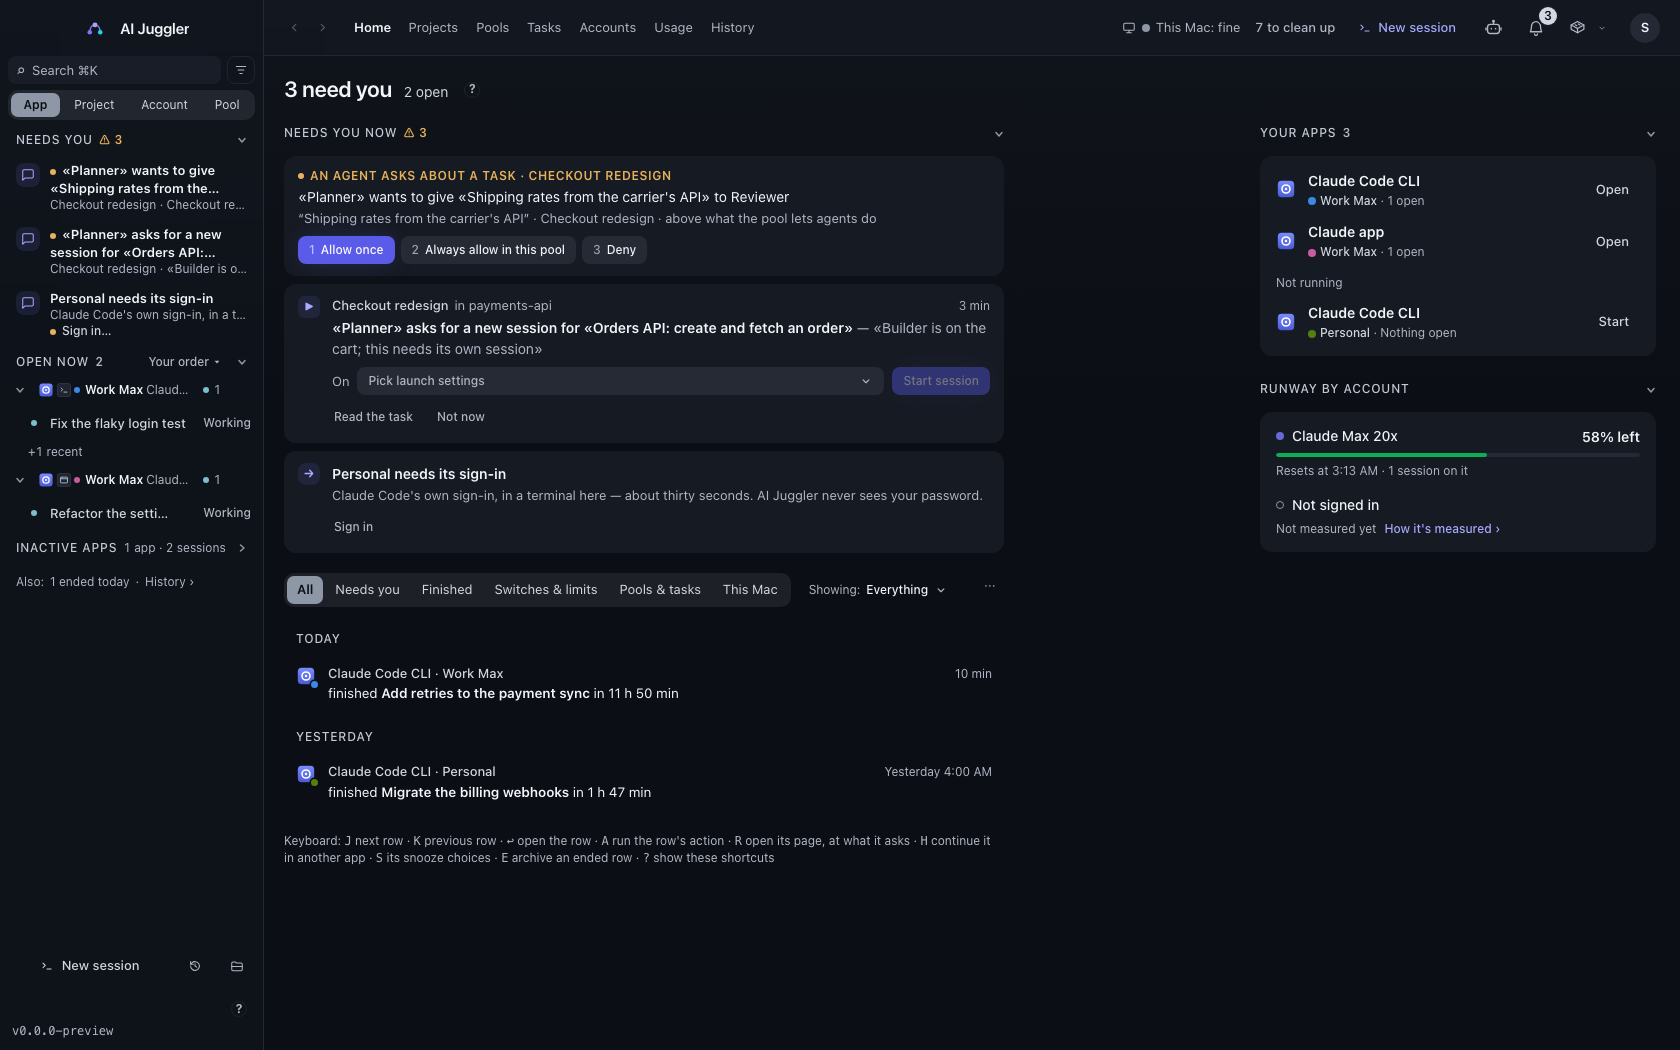 AI Juggler
Search ⌘K
App Project Account Pool
NEEDS YOU 3
«Planner» wants to give
«Shipping rates from the...
Checkout redesign · Checkout re...
«Planner» asks for a new
session for «Orders API:...
Checkout redesign · «Builder is o...
Personal needs its sign-in
Claude Code's own sign-in, in a t...
Sign in...
OPEN NOW 2 Your order
Work Max Claud... 1
Fix the flaky login test Working
+1 recent
Work Max Claud... 1
Refactor the setti... Working
INACTIVE APPS 1 app · 2 sessions
Also: 1 ended today · History ›
New session
?
v0.0.0-preview
Home Projects Pools Tasks Accounts Usage History
This Mac: fine 7 to clean up New session 3 S
3 need you 2 open ?
NEEDS YOU NOW 3
AN AGENT ASKS ABOUT A TASK · CHECKOUT REDESIGN
«Planner» wants to give «Shipping rates from the carrier's API» to Reviewer
“Shipping rates from the carrier's API” · Checkout redesign · above what the pool lets agents do
1 Allow once 2 Always allow in this pool 3 Deny
Checkout redesign in payments-api 3 min
«Planner» asks for a new session for «Orders API: create and fetch an order» — «Builder is on the
cart; this needs its own session»
On Pick launch settings Start session
Read the task Not now
Personal needs its sign-in
Claude Code's own sign-in, in a terminal here — about thirty seconds. AI Juggler never sees your password.
Sign in
All Needs you Finished Switches & limits Pools & tasks This Mac Showing: Everything ...
TODAY
Claude Code CLI · Work Max 10 min
finished Add retries to the payment sync in 11 h 50 min
YESTERDAY
Claude Code CLI · Personal Yesterday 4:00 AM
finished Migrate the billing webhooks in 1 h 47 min
Keyboard: J next row · K previous row · ↩ open the row · A run the row's action · R open its page, at what it asks · H continue it
in another app · S its snooze choices · E archive an ended row · ? show these shortcuts
YOUR APPS 3
Claude Code CLI
Work Max · 1 open Open
Claude app
Work Max · 1 open Open
Not running
Claude Code CLI
Personal · Nothing open Start
RUNWAY BY ACCOUNT
Claude Max 20x 58% left
Resets at 3:13 AM · 1 session on it
Not signed in
Not measured yet How it's measured ›